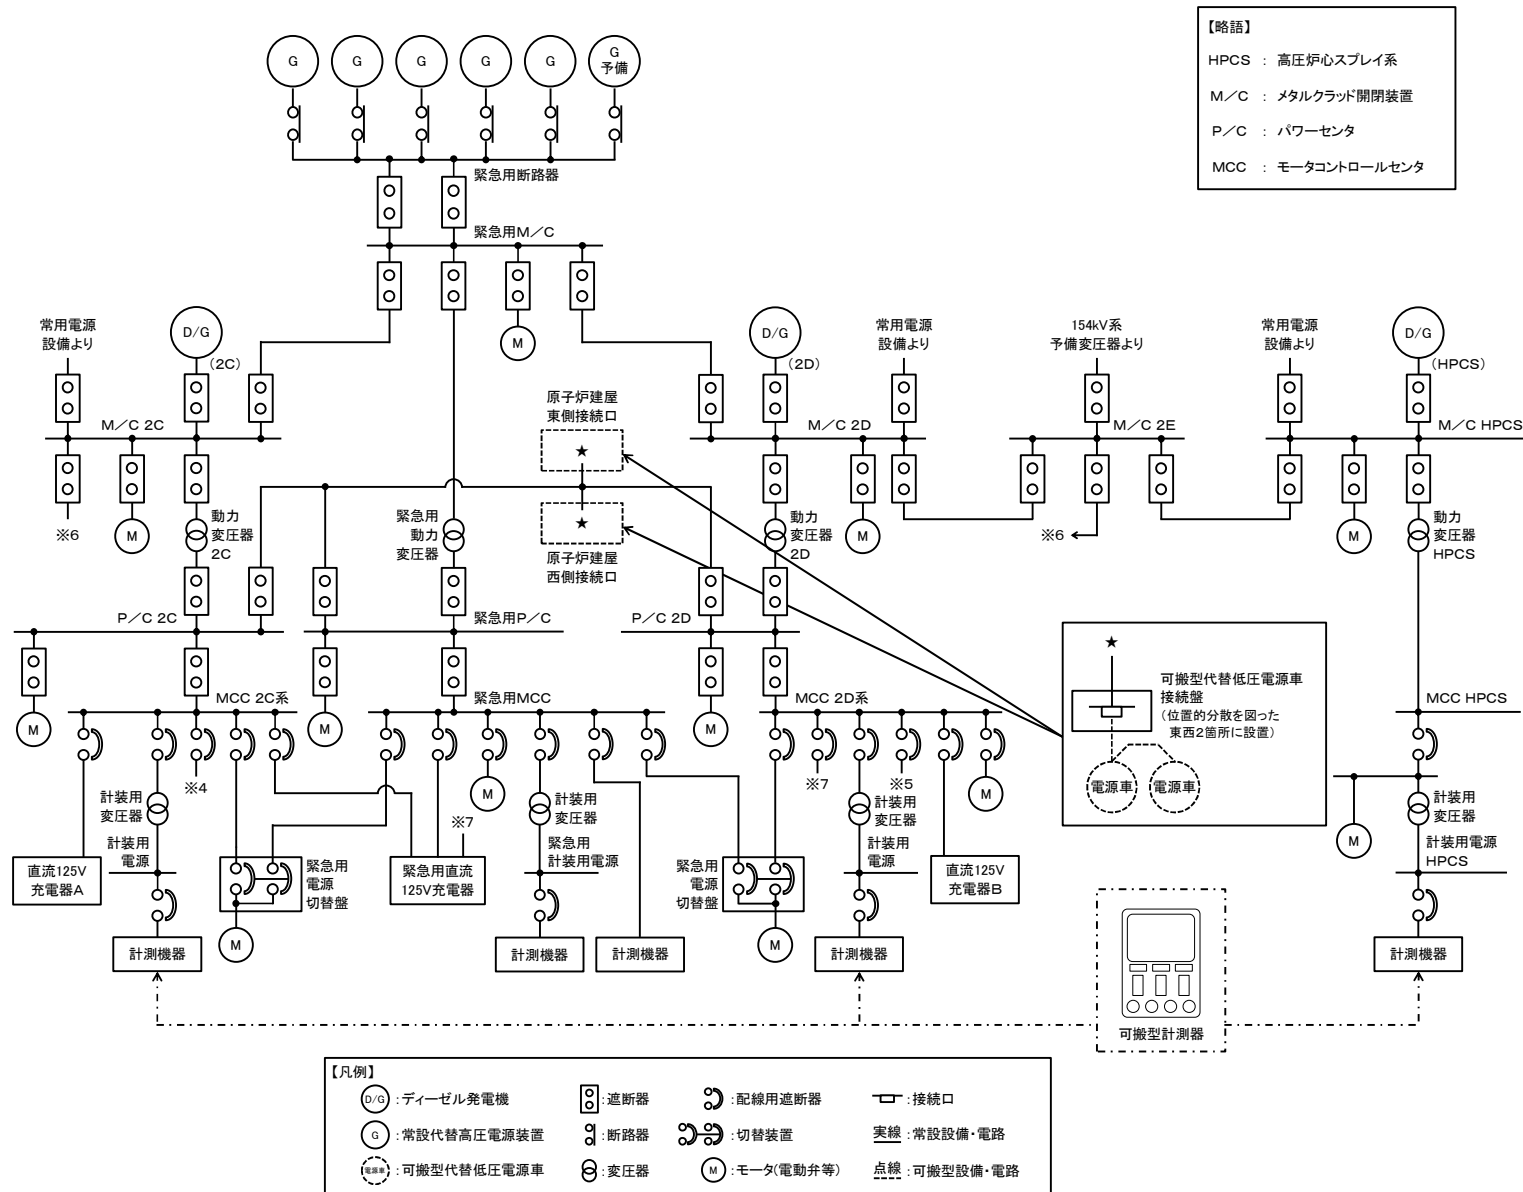 【略語】
HPCS : 高圧炉心スプレイ系
M/C : メタルクラッド開閉装置
P/C : パワーセンタ
MCC : モータコントロールセンタ
G
G
G
G
G
G
予備
緊急用断路器
緊急用M/C
M
常用電源
設備より
D/G
(2C)
M/C 2C
※6
M
動力
変圧器
2C
緊急用
動力
変圧器
原子炉建屋
東側接続口
★
★
原子炉建屋
西側接続口
D/G
(2D)
常用電源
設備より
M/C 2D
M
動力
変圧器
2D
154kV系
予備変圧器より
M/C 2E
※6
常用電源
設備より
D/G
(HPCS)
M/C HPCS
M
動力
変圧器
HPCS
P/C 2C
緊急用P/C
P/C 2D
M
MCC 2C系
M
緊急用MCC
M
MCC 2D系
MCC HPCS
★
可搬型代替低圧電源車
接続盤
(位置的分散を図った
東西2箇所に設置)
電源車
電源車
※4
M
※7
※5
M
計装用
変圧器
計装用
電源
直流125V
充電器A
緊急用
電源
切替盤
M
※7
緊急用直流
125V充電器
計装用
変圧器
緊急用
計装用電源
緊急用
電源
切替盤
M
計装用
変圧器
計装用
電源
直流125V
充電器B
M
計装用
変圧器
計装用電源
HPCS
計測機器
計測機器
計測機器
計測機器
計測機器
可搬型計測器
【凡例】
D/G :ディーゼル発電機
:遮断器
:配線用遮断器
:接続口
G :常設代替高圧電源装置
:断路器
:切替装置
実線 :常設設備・電路
電源車 :可搬型代替低圧電源車
:変圧器
M :モータ(電動弁等)
点線 :可搬型設備・電路